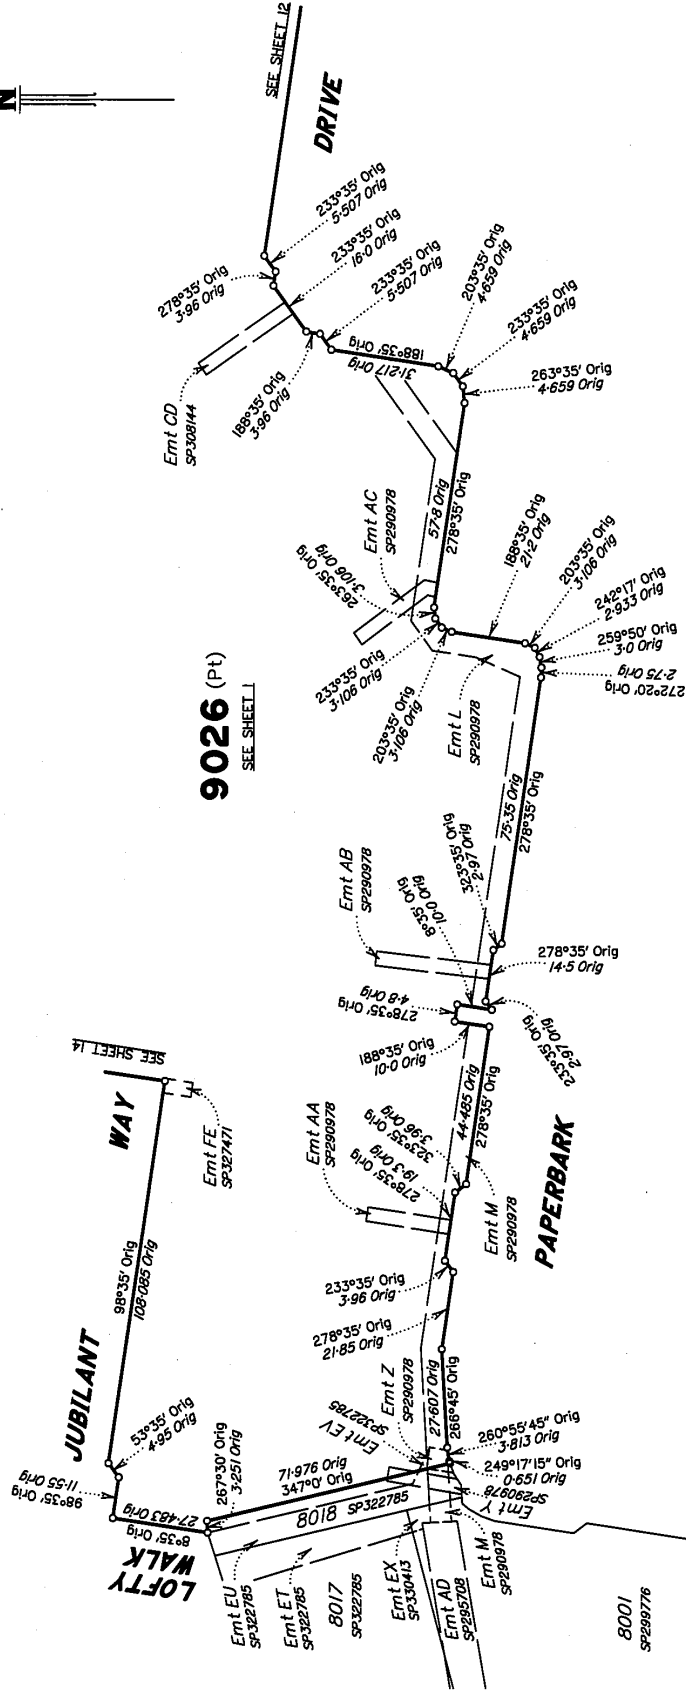 N
SEE SHEET 12
DRIVE
233°35' Orig
5·507 Orig
278°35' Orig
3·96 Orig
233°35' Orig
16·0 Orig
233°35' Orig
5·507 Orig
Emt CD
SP308144
188°35' Orig
3·96 Orig
188°35' Orig
31·217 Orig
203°35' Orig
4·659 Orig
233°35' Orig
4·659 Orig
263°35' Orig
4·659 Orig
57·8 Orig
278°35' Orig
Emt AC
SP290978
263°35' Orig
3·106 Orig
233°35' Orig
3·106 Orig
203°35' Orig
3·106 Orig
188°35' Orig
21·2 Orig
203°35' Orig
3·106 Orig
242°17' Orig
2·933 Orig
259°50' Orig
3·0 Orig
272°20' Orig
2·75 Orig
9026 (Pt)
SEE SHEET 1
Emt L
SP290978
75·35 Orig
278°35' Orig
323°35' Orig
2·97 Orig
Emt AB
SP290978
8°35' Orig
10·0 Orig
278°35' Orig
14·5 Orig
278°35' Orig
4·8 Orig
233°35' Orig
2·97 Orig
188°35' Orig
10·0 Orig
SEE SHEET 14
WAY
Emt FE
SP327471
Emt AA
SP290978
44·485 Orig
278°35' Orig
323°35' Orig
3·96 Orig
278°35' Orig
19·3 Orig
Emt M
SP290978
PAPERBARK
98°35' Orig
108·085 Orig
233°35' Orig
3·96 Orig
278°35' Orig
21·85 Orig
JUBILANT
53°35' Orig
4·95 Orig
98°35' Orig
11·55 Orig
Emt Z
SP290978
27·607 Orig
266°45' Orig
Emt EV
SP322785
260°55'45"
3·813 Orig
249°17'15"
0·651 Orig
267°30' Orig
3·251 Orig
71·976 Orig
347°0' Orig
8°35' Orig
27·483 Orig
LOFTY
WALK
8018 SP322785
Emt Y
SP290978
Emt M
SP290978
Emt EU
SP322785
Emt ET
SP322785
8017
SP322785
Emt EX
SP330413
Emt AD
SP295708
8001
SP299776